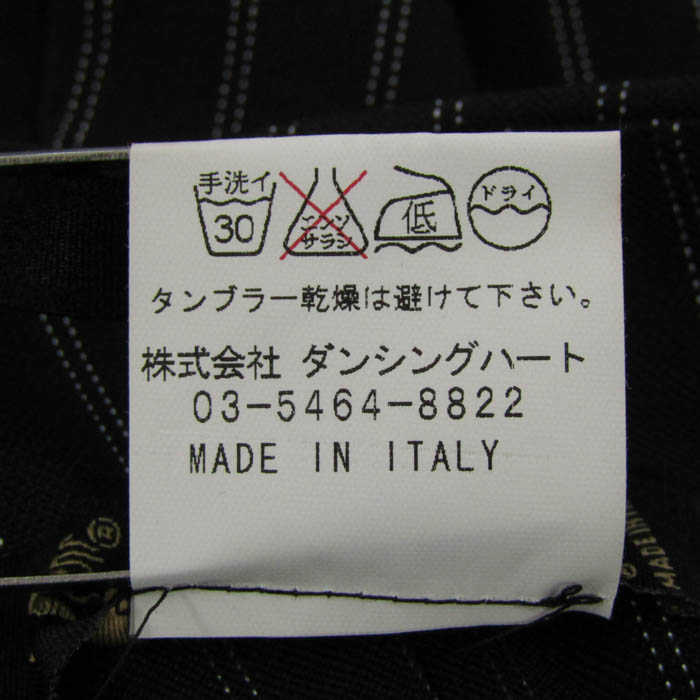 手洗イ
30
エンソ
サラシ
低
ドライ
タンブラー乾燥は避けて下さい。
株式会社 ダンシングハート
03-5464-8822
MADE IN ITALY
MADE IN